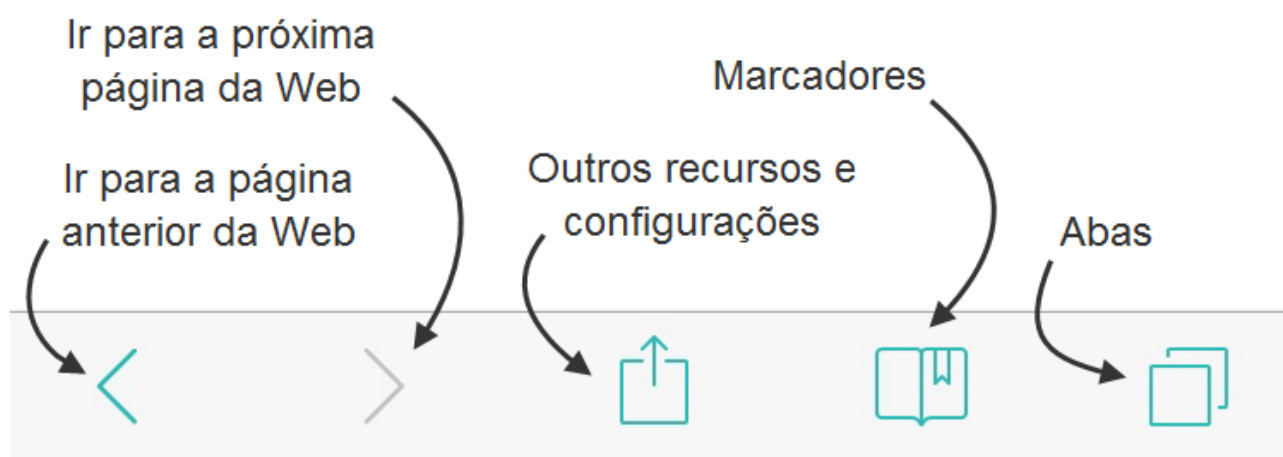 Ir para a próxima
página da Web
Ir para a página
anterior da Web
Outros recursos e
configurações
Marcadores
Abas